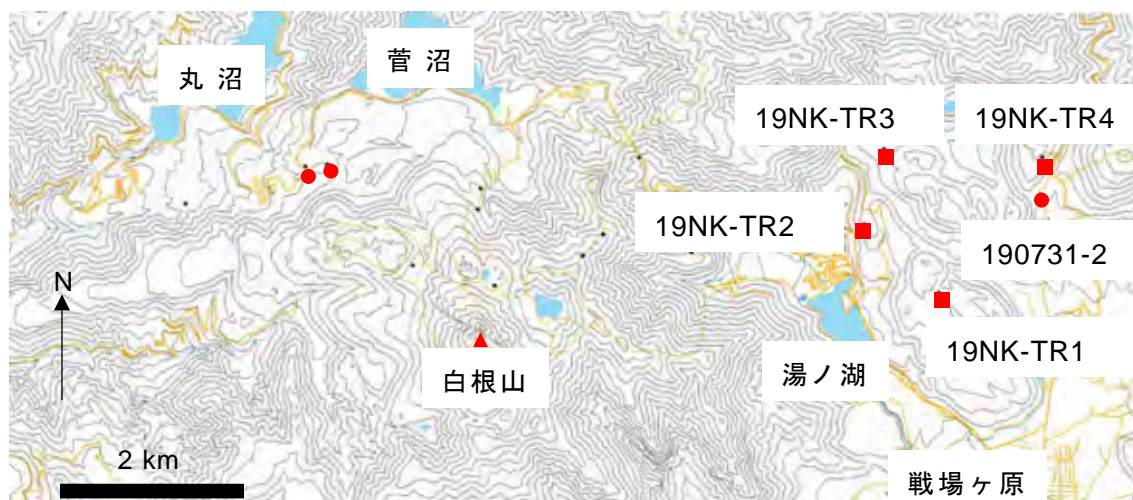 菅沼
丸沼
19NK-TR3
19NK-TR4
19NK-TR2
190731-2
N
19NK-TR1
白根山
湯ノ湖
2 km
戦場ヶ原